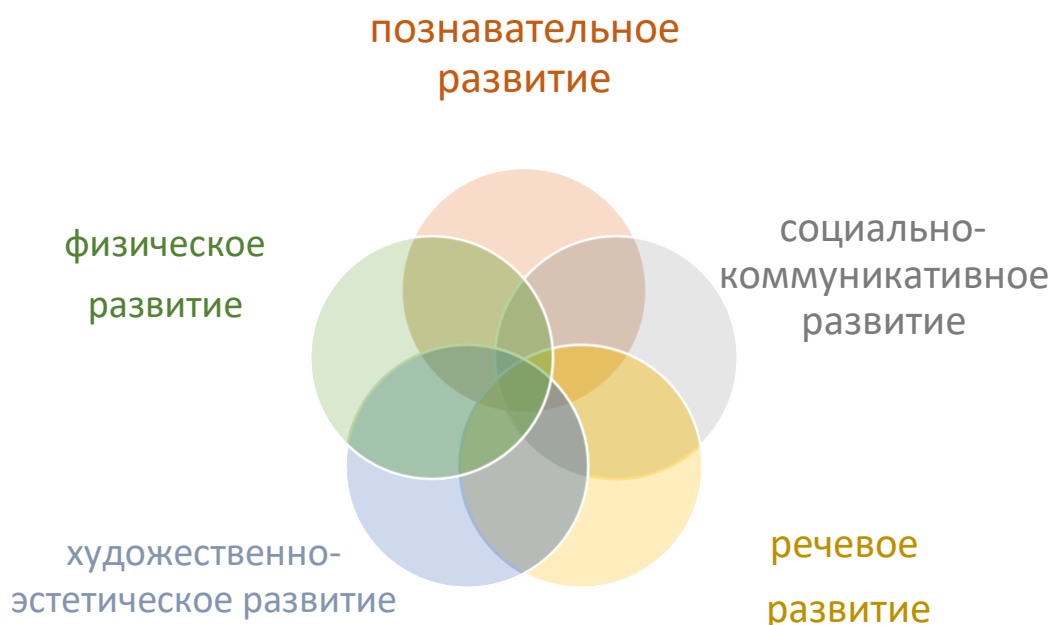 познавательное
развитие
социально-
коммуникативное
развитие
физическое
развитие
художественно-
эстетическое развитие
речевое
развитие